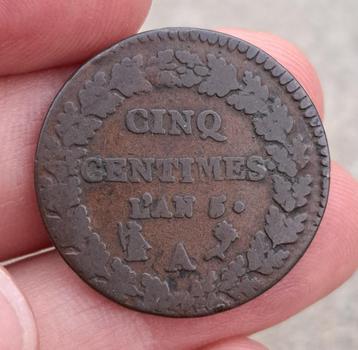 CINQ
CENTIMES
L'AN 5.
A